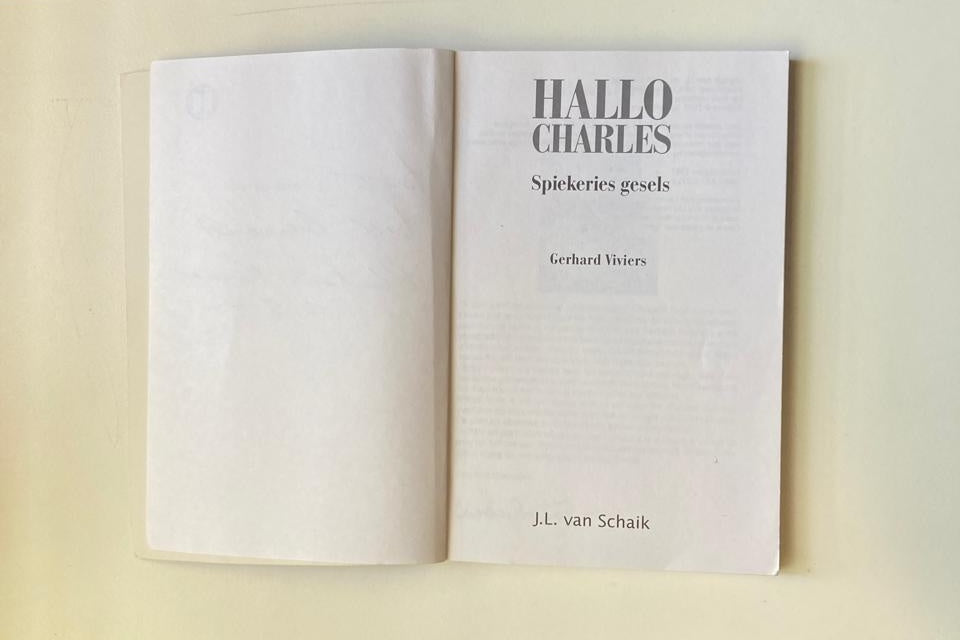 HALLO
CHARLES
Spiekeries gesels
Gerhard Viviers
J.L. van Schaik